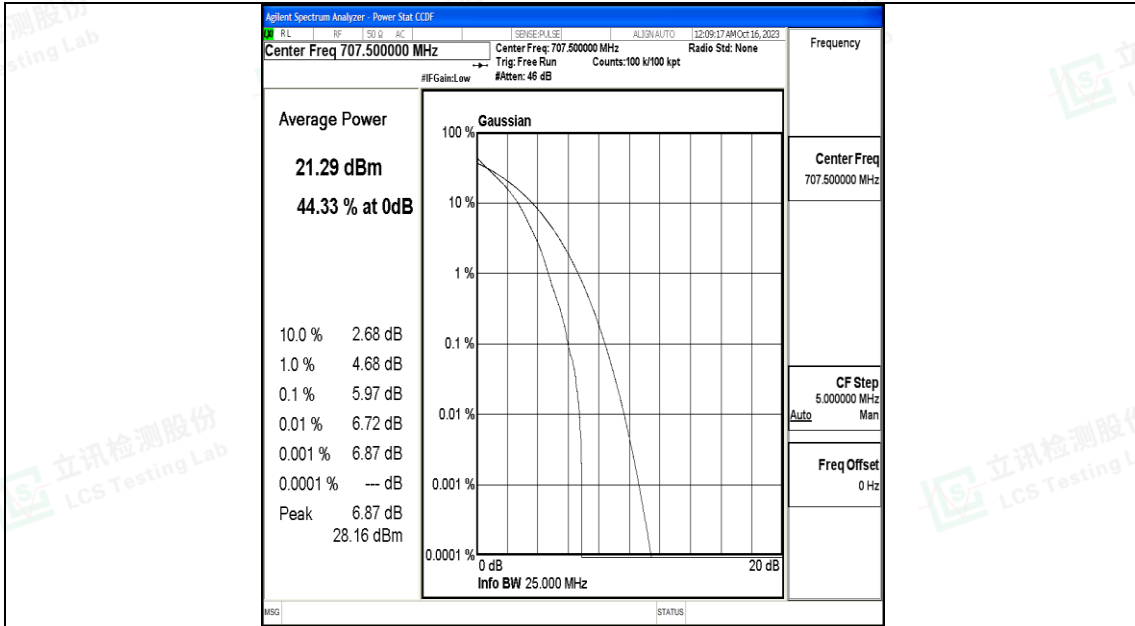 Agilent Spectrum Analyzer - Power Stat CCDF
RL RF 50 Ω AC SENSE:PULSE ALIGNAUTO 12:09:17 AM Oct 16, 2023
Center Freq 707.500000 MHz
Center Freq: 707.500000 MHz Radio Std: None
Trig: Free Run Counts:100 k/100 kpt
#IFGain:Low #Atten: 46 dB
Frequency
Average Power
21.29 dBm
44.33 % at 0dB
10.0 % 2.68 dB
1.0 % 4.68 dB
0.1 % 5.97 dB
0.01 % 6.72 dB
0.001 % 6.87 dB
0.0001 % --- dB
Peak 6.87 dB
28.16 dBm
Gaussian
100 %
10 %
1 %
0.1 %
0.01 %
0.001 %
0.0001 %
0 dB 20 dB
Info BW 25.000 MHz
Center Freq
707.500000 MHz
CF Step
5.000000 MHz
Auto Man
Freq Offset
0 Hz
MSG STATUS
立讯检测股份
LCS Testing Lab
立讯检测股份
LCS Testing L